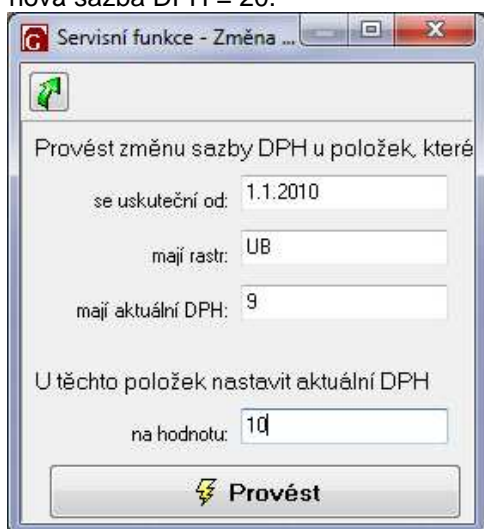 nová sazba DPH = 20.
Servisní funkce - Změna ...
Provést změnu sazby DPH u položek, které
se uskuteční od: 1.1.2010
mají rastr: UB
mají aktuální DPH: 9
U těchto položek nastavit aktuální DPH
na hodnotu: 10
Provést